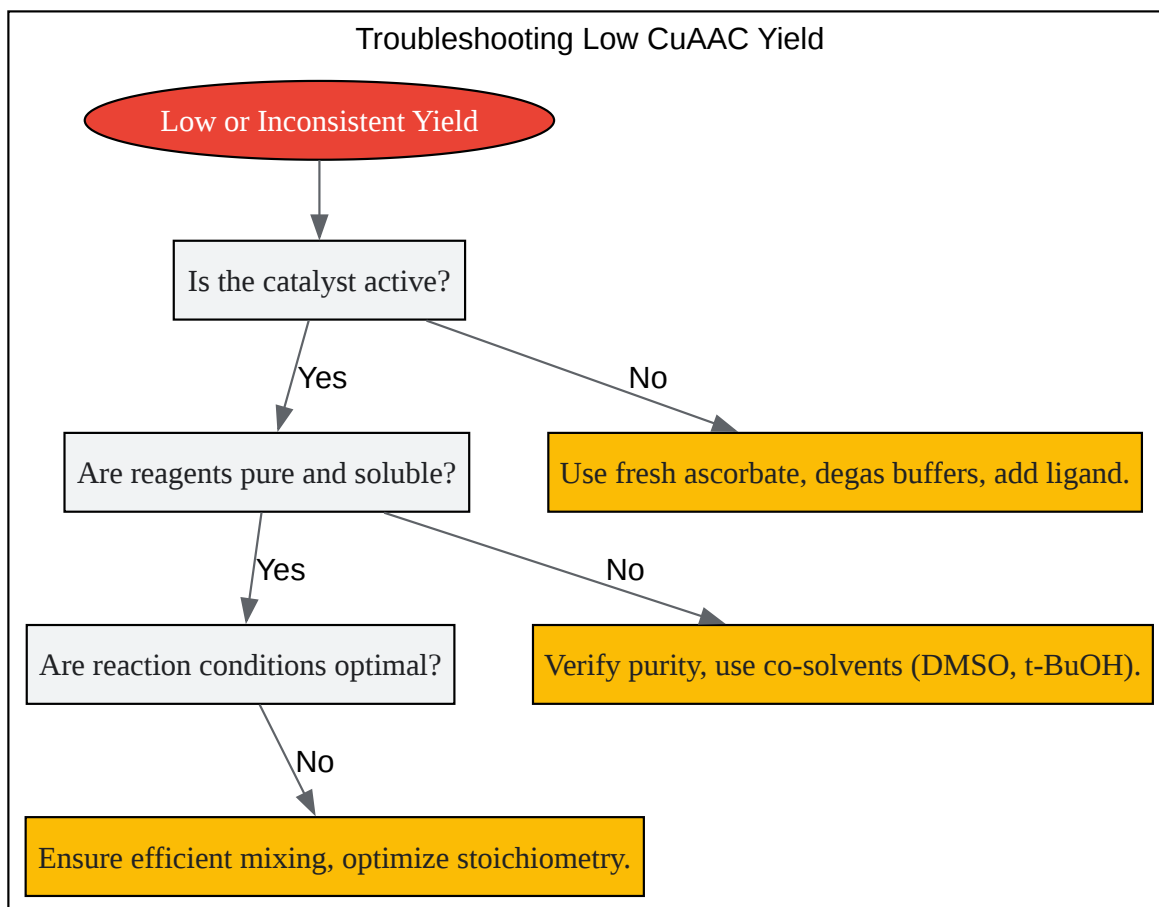 Troubleshooting Low CuAAC Yield
Low or Inconsistent Yield
Is the catalyst active?
Yes
No
Are reagents pure and soluble?
Use fresh ascorbate, degas buffers, add ligand.
Yes
No
Are reaction conditions optimal?
Verify purity, use co-solvents (DMSO, t-BuOH).
No
Ensure efficient mixing, optimize stoichiometry.